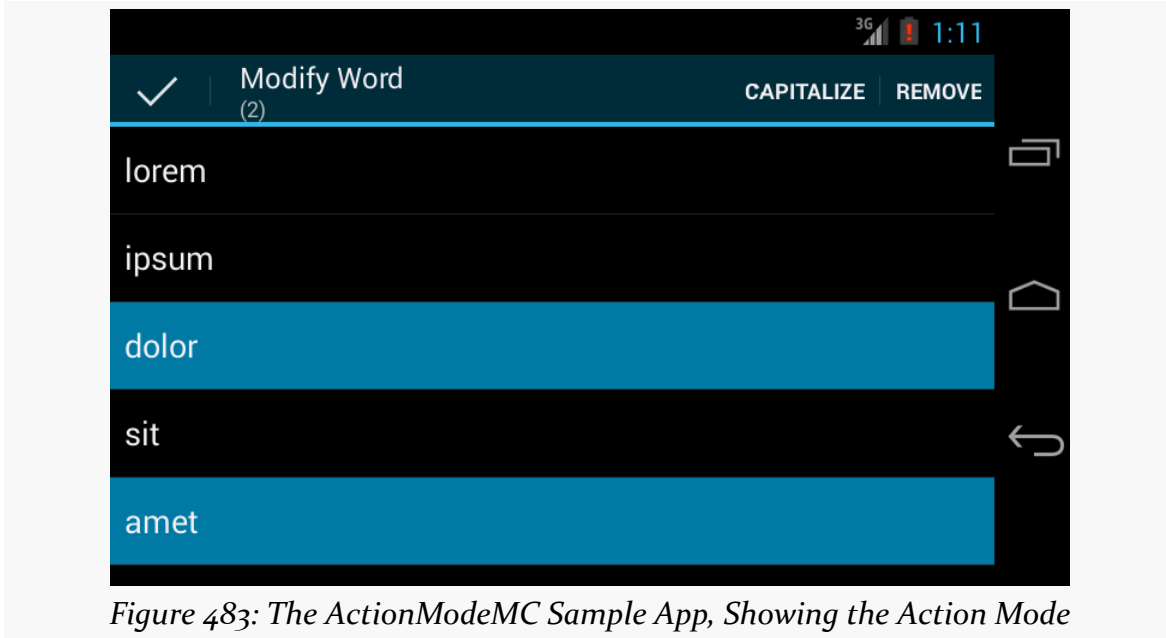 3G 1:11
Modify Word
(2)
CAPITALIZE REMOVE
lorem
ipsum
dolor
sit
amet
Figure 483: The ActionModeMC Sample App, Showing the Action Mode